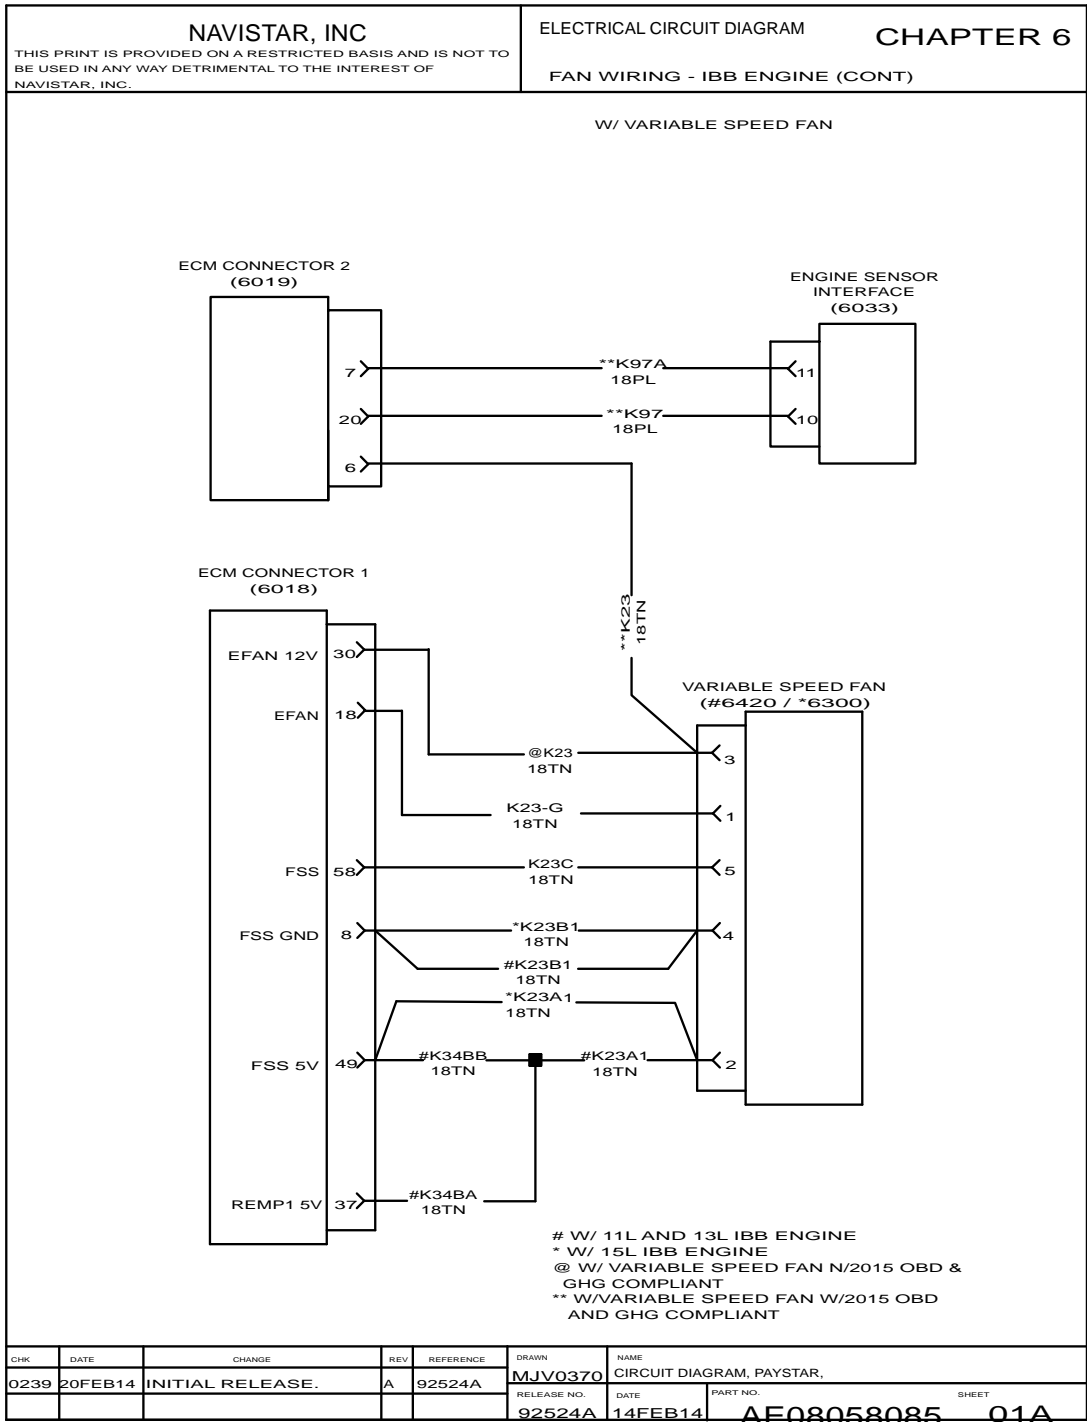 NAVISTAR, INC
THIS PRINT IS PROVIDED ON A RESTRICTED BASIS AND IS NOT TO
BE USED IN ANY WAY DETRIMENTAL TO THE INTEREST OF
NAVISTAR, INC.
ELECTRICAL CIRCUIT DIAGRAM
CHAPTER 6
FAN WIRING - IBB ENGINE (CONT)
W/ VARIABLE SPEED FAN
ECM CONNECTOR 2
(6019)
ENGINE SENSOR
INTERFACE
(6033)
7
**K97A
18PL
11
20
**K97
18PL
10
6
**K23
18TN
ECM CONNECTOR 1
(6018)
VARIABLE SPEED FAN
(#6420 / *6300)
EFAN 12V
30
@K23
18TN
3
EFAN
18
K23-G
18TN
1
FSS
58
K23C
18TN
5
FSS GND
8
*K23B1
18TN
4
#K23B1
18TN
*K23A1
18TN
FSS 5V
49
#K34BB
18TN
#K23A1
18TN
2
REMP1 5V
37
#K34BA
18TN
# W/ 11L AND 13L IBB ENGINE
* W/ 15L IBB ENGINE
@ W/ VARIABLE SPEED FAN N/2015 OBD &
GHG COMPLIANT
** W/VARIABLE SPEED FAN W/2015 OBD
AND GHG COMPLIANT
CHK DATE CHANGE REV REFERENCE
0239 20FEB14 INITIAL RELEASE. A 92524A
DRAWN
MJV0370
NAME
CIRCUIT DIAGRAM, PAYSTAR,
RELEASE NO.
92524A
DATE
14FEB14
PART NO.
AF08058085
SHEET
01A